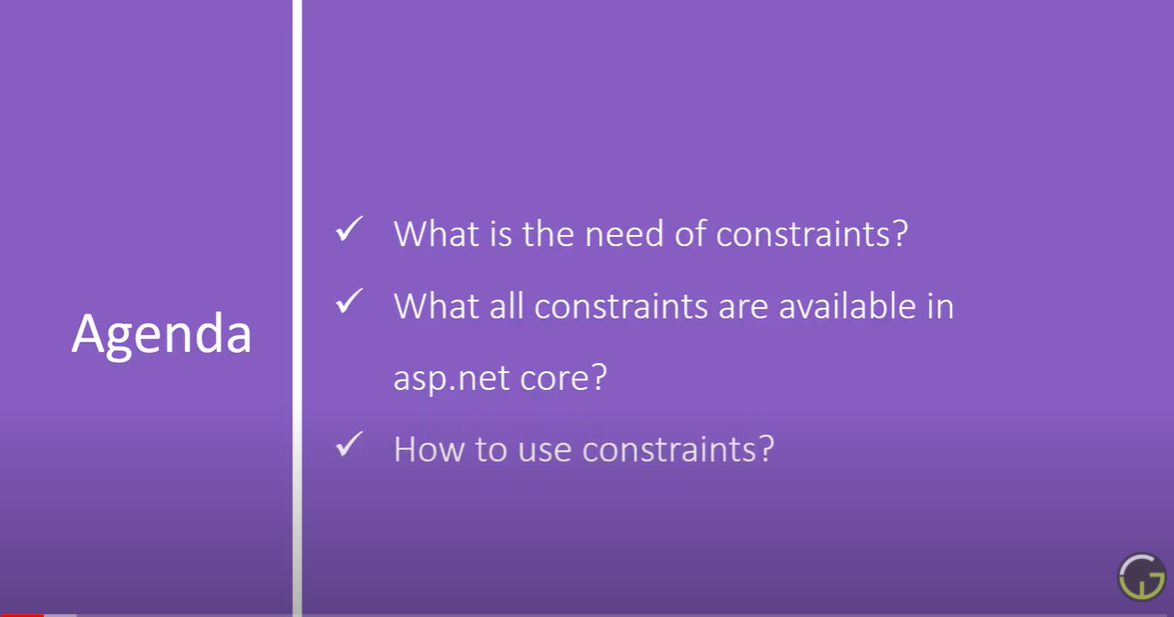 Agenda
✓ What is the need of constraints?
✓ What all constraints are available in
asp.net core?
✓ How to use constraints?